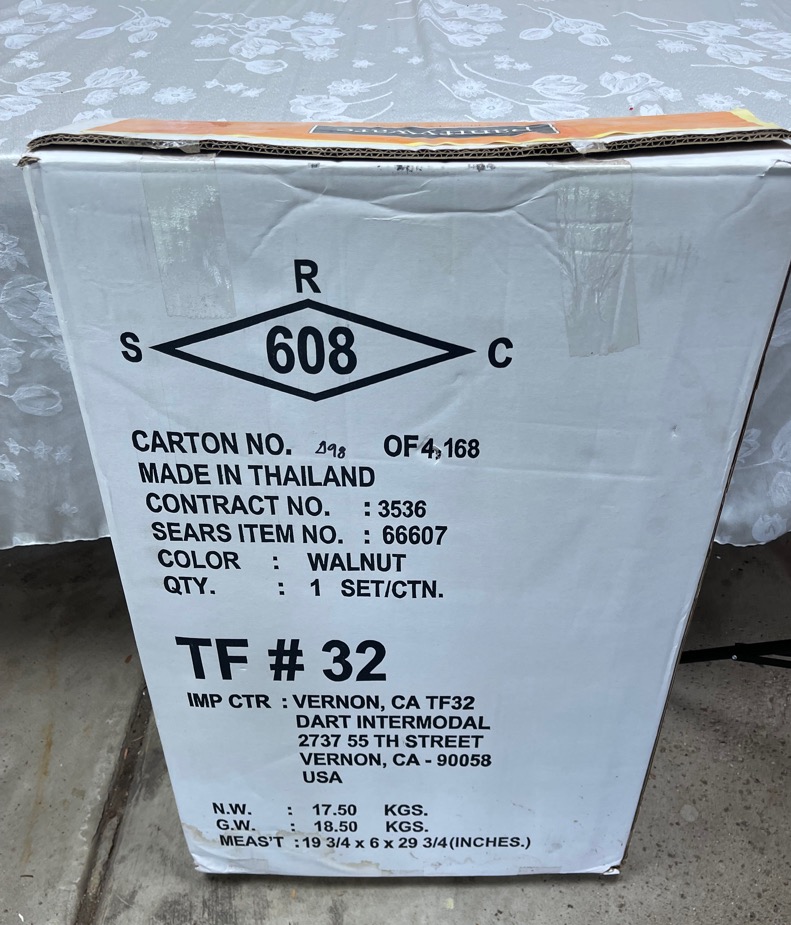 R
S 608 C
CARTON NO. 298 OF 4,168
MADE IN THAILAND
CONTRACT NO. : 3536
SEARS ITEM NO. : 66607
COLOR : WALNUT
QTY. : 1 SET/CTN.
TF # 32
IMP CTR : VERNON, CA TF32
DART INTERMODAL
2737 55 TH STREET
VERNON, CA - 90058
USA
N.W. : 17.50 KGS.
G.W. : 18.50 KGS.
MEAS'T : 19 3/4 x 6 x 29 3/4 (INCHES.)